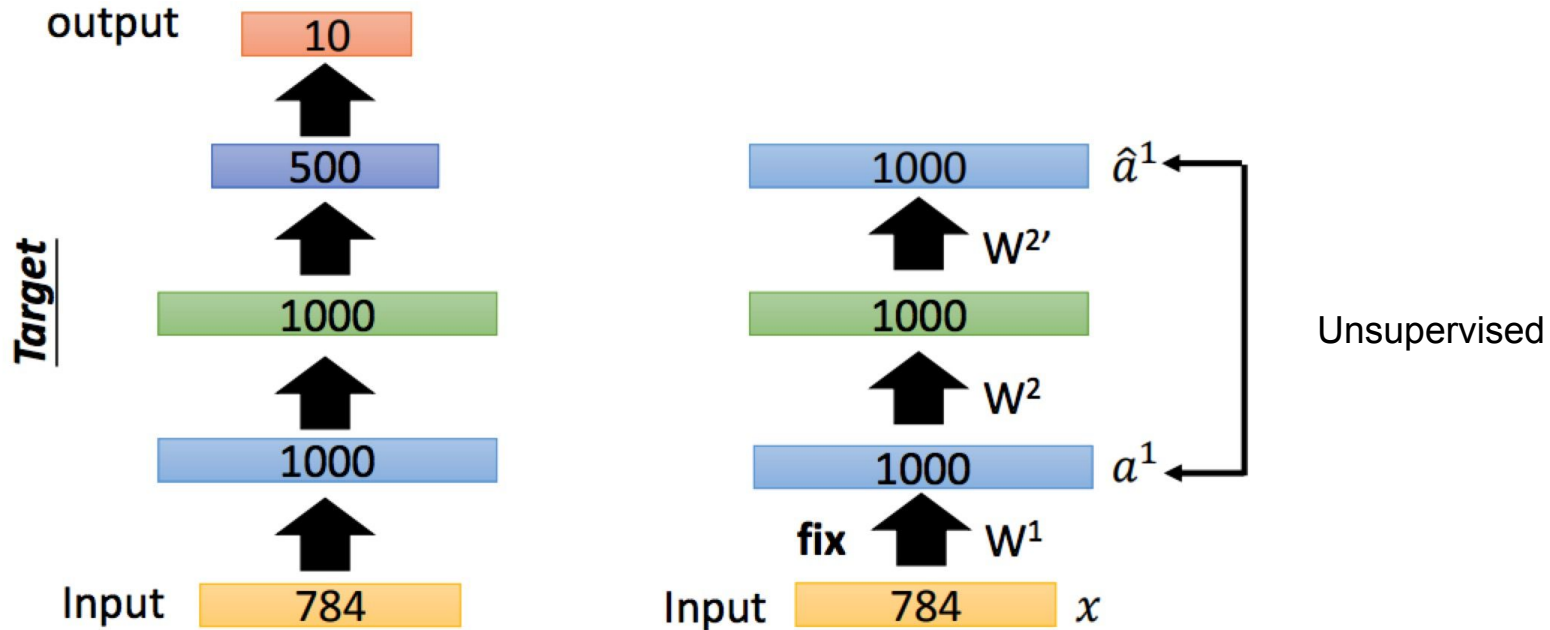 output
10
500
Target
1000
1000
Input
784
1000
â¹
W²’
1000
Unsupervised
W²
1000
a¹
fix
W¹
Input
784
x